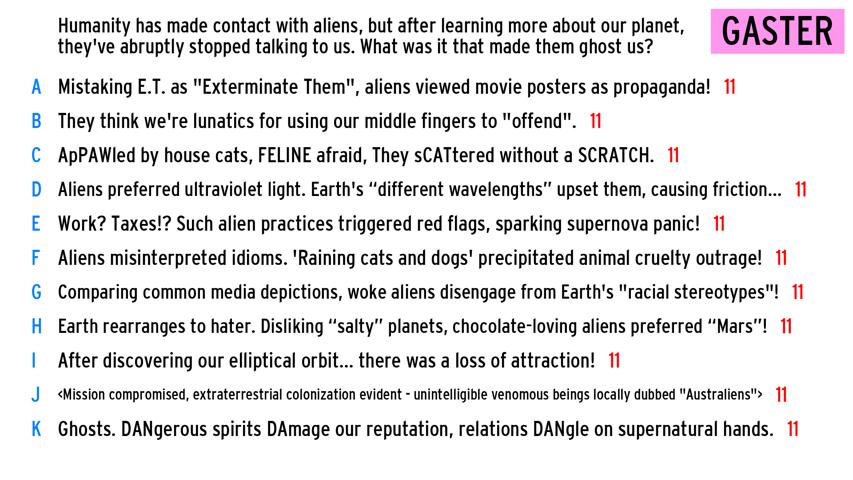 Humanity has made contact with aliens, but after learning more about our planet,
they've abruptly stopped talking to us. What was it that made them ghost us?
GASTER
A Mistaking E.T. as "Exterminate Them", aliens viewed movie posters as propaganda! 11
B They think we're lunatics for using our middle fingers to "offend". 11
C ApPAWled by house cats, FELINE afraid, They sCATtered without a SCRATCH. 11
D Aliens preferred ultraviolet light. Earth's “different wavelengths” upset them, causing friction... 11
E Work? Taxes!? Such alien practices triggered red flags, sparking supernova panic! 11
F Aliens misinterpreted idioms. 'Raining cats and dogs' precipitated animal cruelty outrage! 11
G Comparing common media depictions, woke aliens disengage from Earth's "racial stereotypes"! 11
H Earth rearranges to hater. Disliking “salty” planets, chocolate-loving aliens preferred “Mars”! 11
I After discovering our elliptical orbit... there was a loss of attraction! 11
J <Mission compromised, extraterrestrial colonization evident - unintelligible venomous beings locally dubbed "Australiens"> 11
K Ghosts. DANgerous spirits DAmage our reputation, relations DANgle on supernatural hands. 11